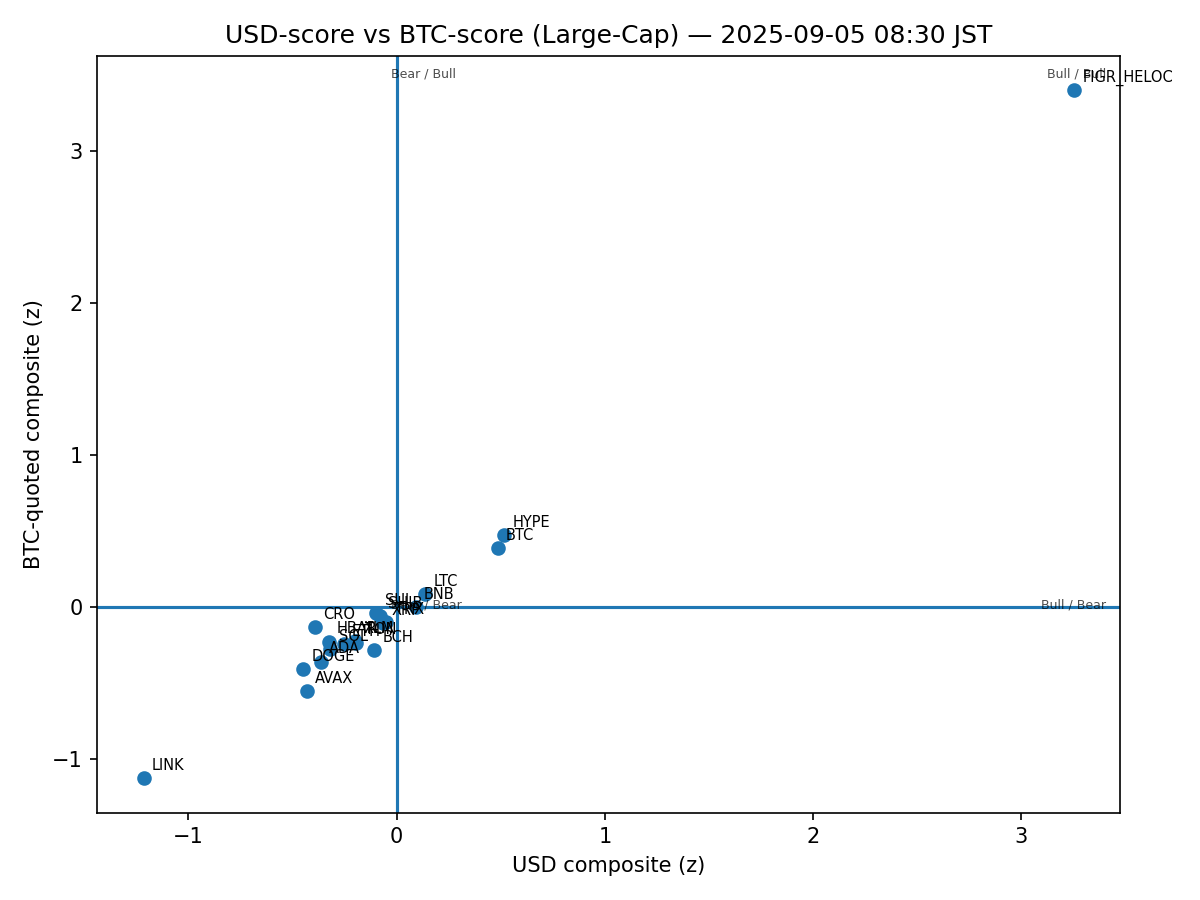 USD-score vs BTC-score (Large-Cap) — 2025-09-05 08:30 JST
Bear / Bull
Bull / Bull
FIGR_HELOC
3
2
1
HYPE
BTC
LTC
BNB
SUI
0
/ Bear
Bull / Bear
CRO
BCH
ADA
DOGE
AVAX
−1
LINK
−1
0
1
2
3
USD composite (z)
BTC-quoted composite (z)